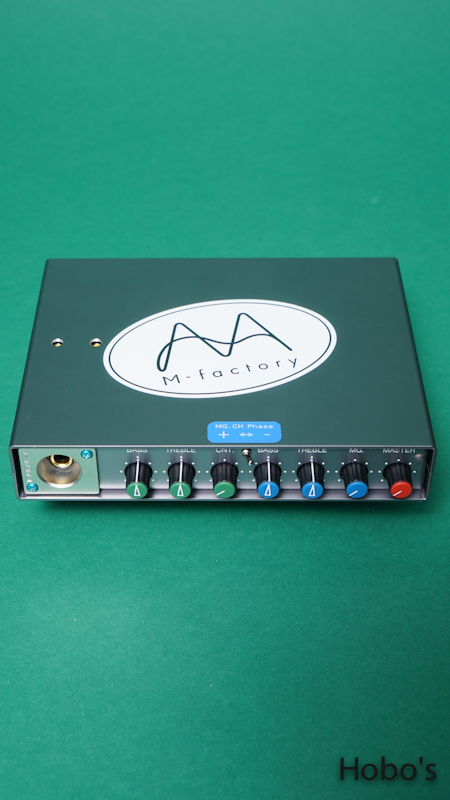 M-factory
MG.CH Phase
+ ↔ −
BASS TREBLE CNT. BASS TREBLE MG. MASTER
Hobo's